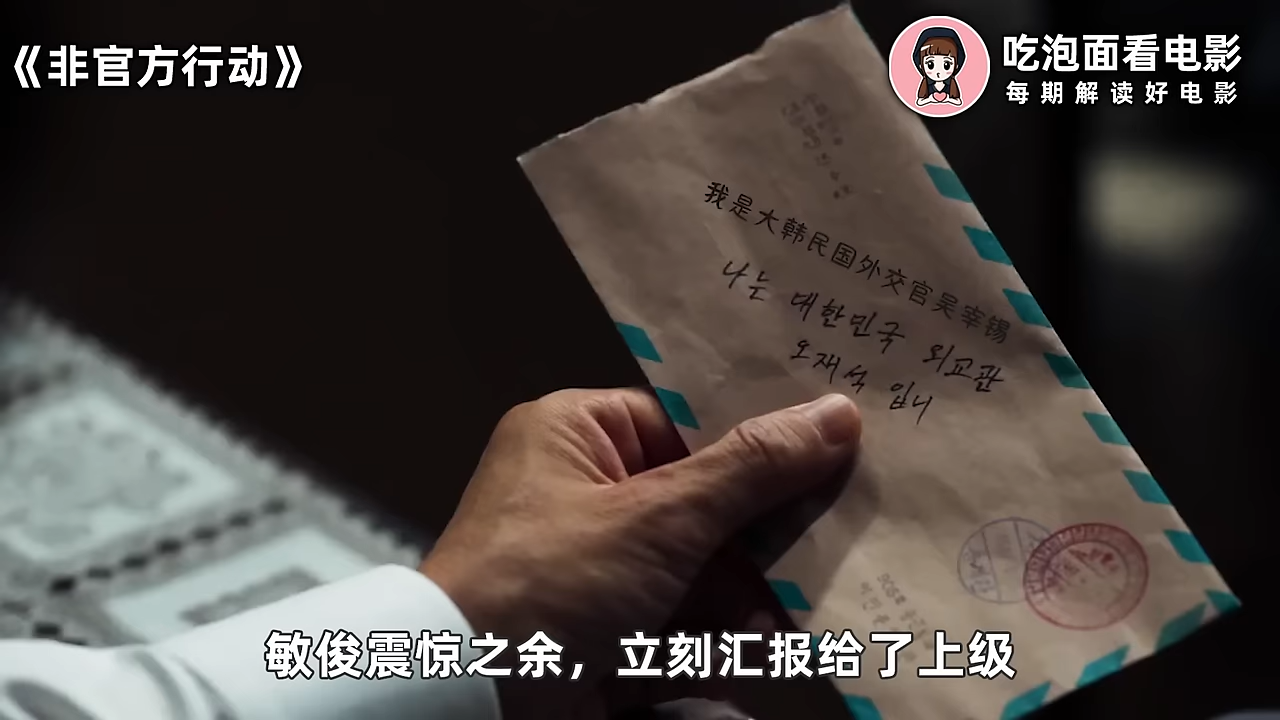 《非官方行动》
吃泡面看电影
每期解读好电影
我是大韩民国外交官吴宰锡
나는 대한민국 외교관
오재석 입니
敏俊震惊之余，立刻汇报给了上级